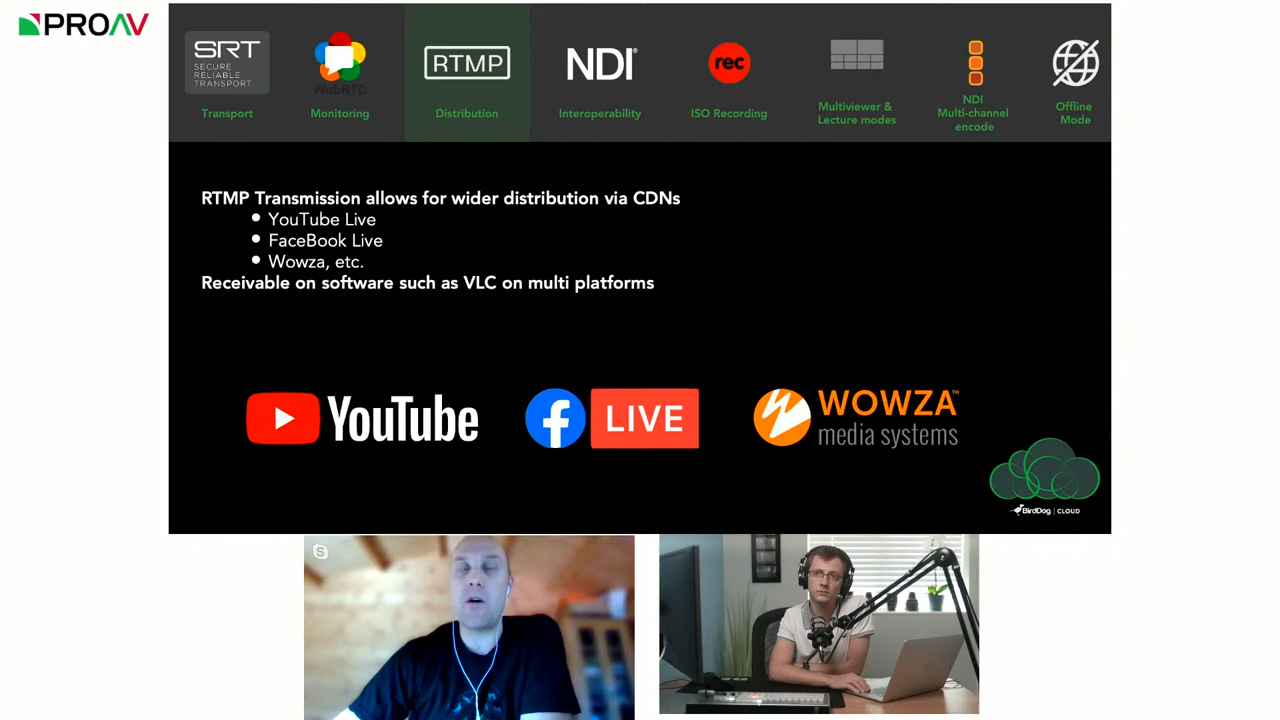 PROAV
SRT
SECURE
RELIABLE
TRANSPORT
WebRTC
RTMP
NDI®
rec
Transport
Monitoring
Distribution
Interoperability
ISO Recording
Multiviewer &
Lecture modes
NDI
Multi-channel
encode
Offline
Mode
RTMP Transmission allows for wider distribution via CDNs
• YouTube Live
• FaceBook Live
• Wowza, etc.
Receivable on software such as VLC on multi platforms
YouTube
f LIVE
WOWZA™
media systems
BirdDog | CLOUD
S